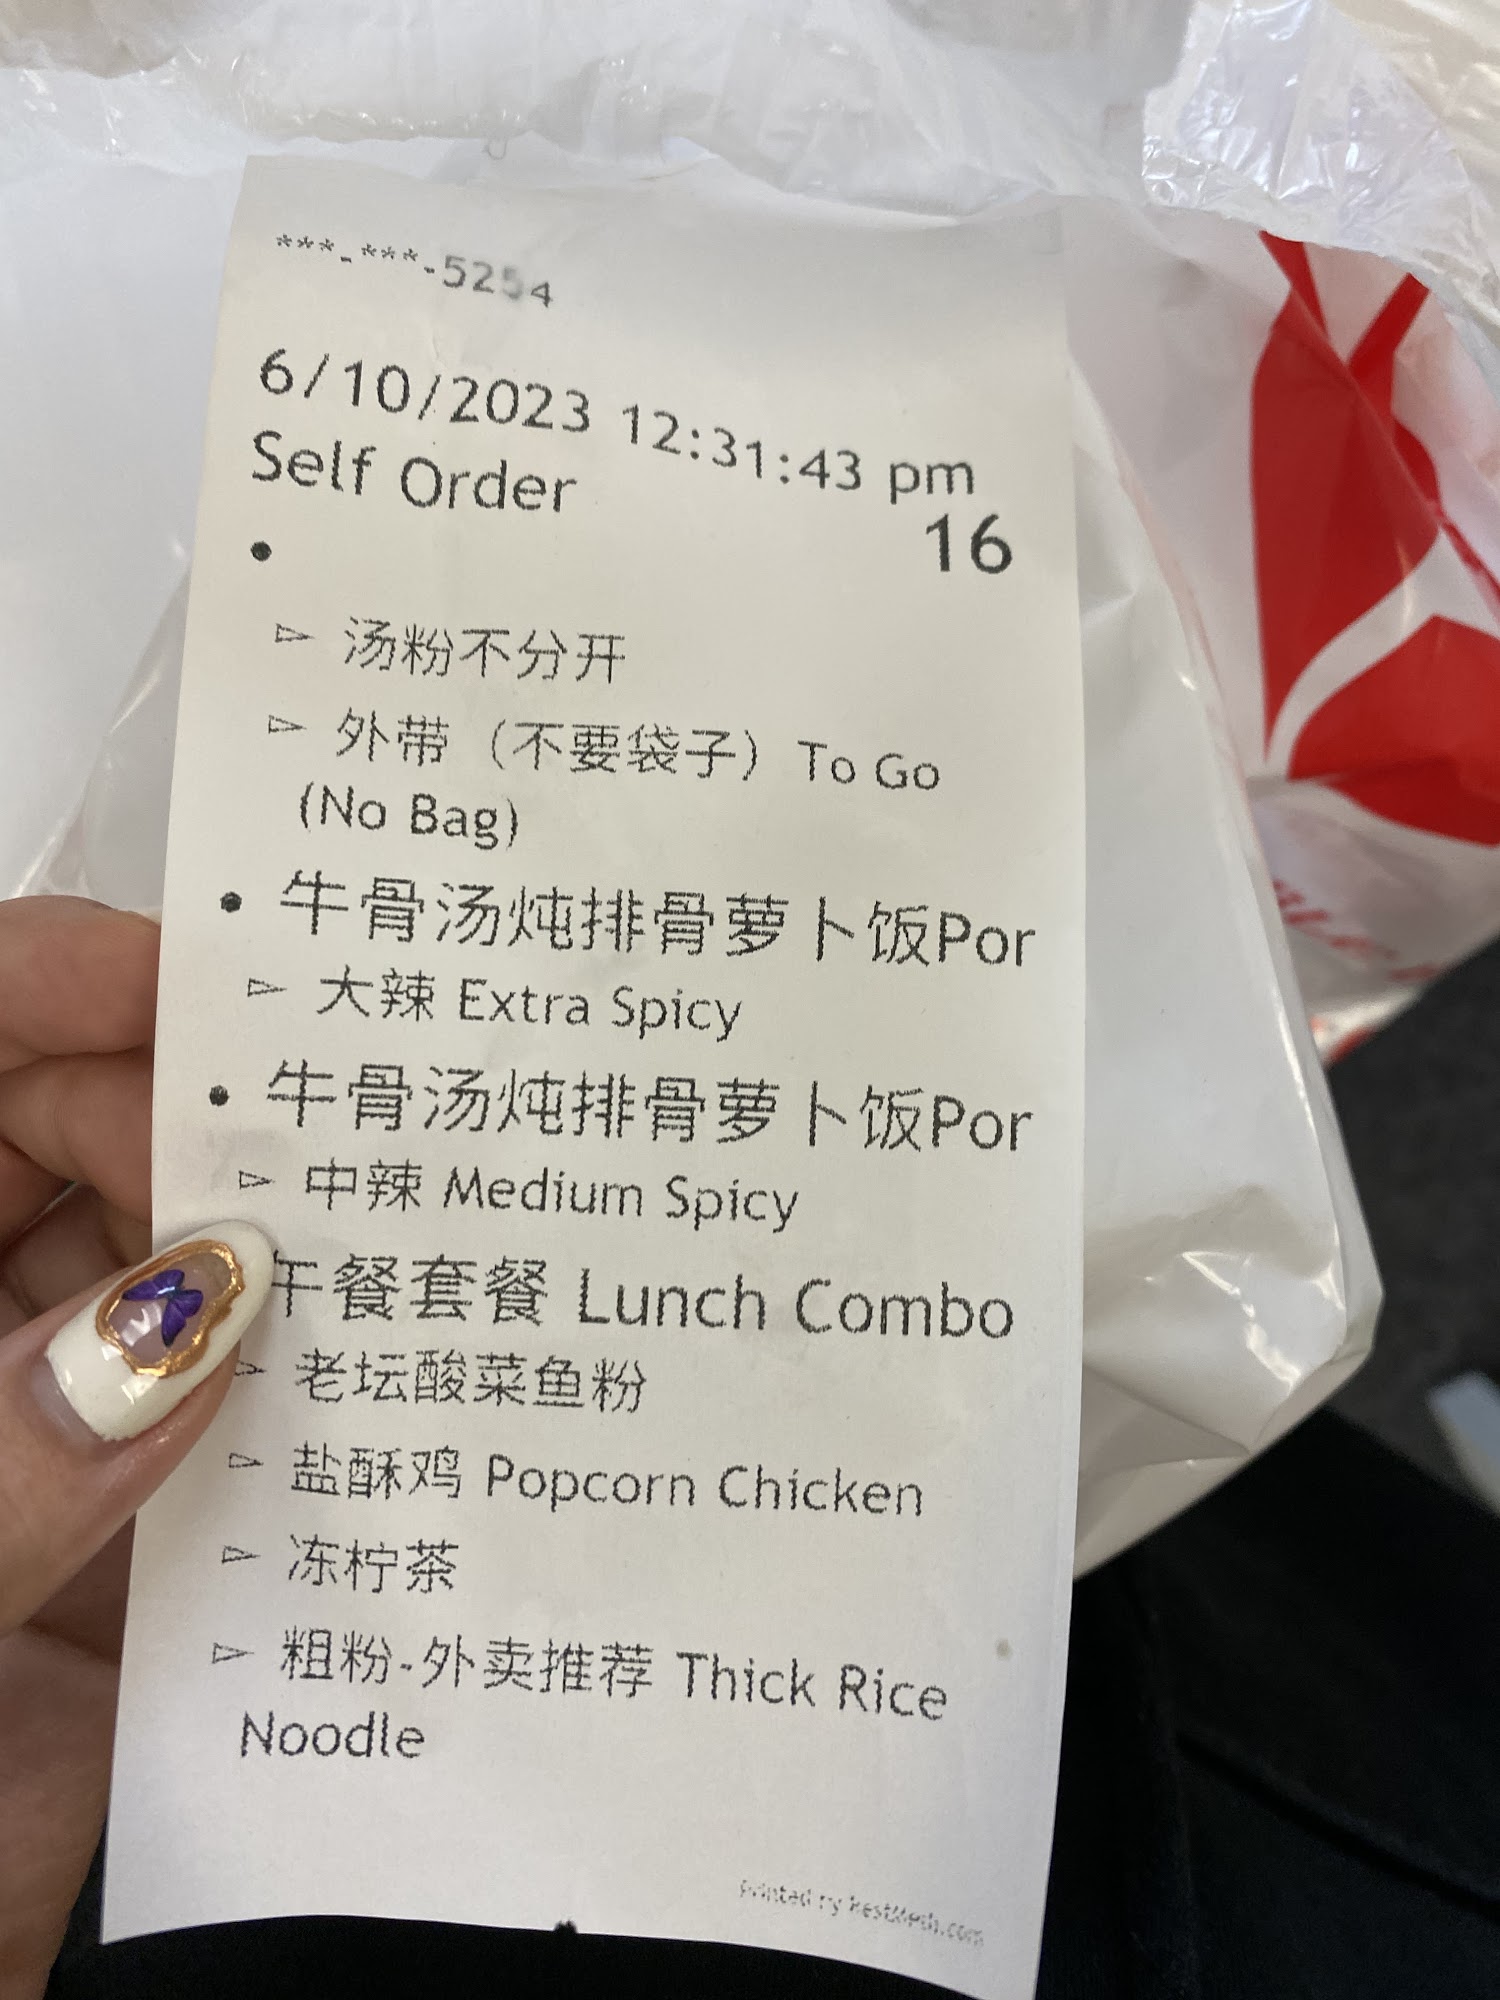 ***-***-5254
6/10/2023 12:31:43 pm
Self Order
16
汤粉不分开
外带（不要袋子）To Go
(No Bag)
牛骨汤炖排骨萝卜饭Por
大辣 Extra Spicy
牛骨汤炖排骨萝卜饭Por
中辣 Medium Spicy
午餐套餐 Lunch Combo
老坛酸菜鱼粉
盐酥鸡 Popcorn Chicken
冻柠茶
粗粉-外卖推荐 Thick Rice
Noodle
Printed by